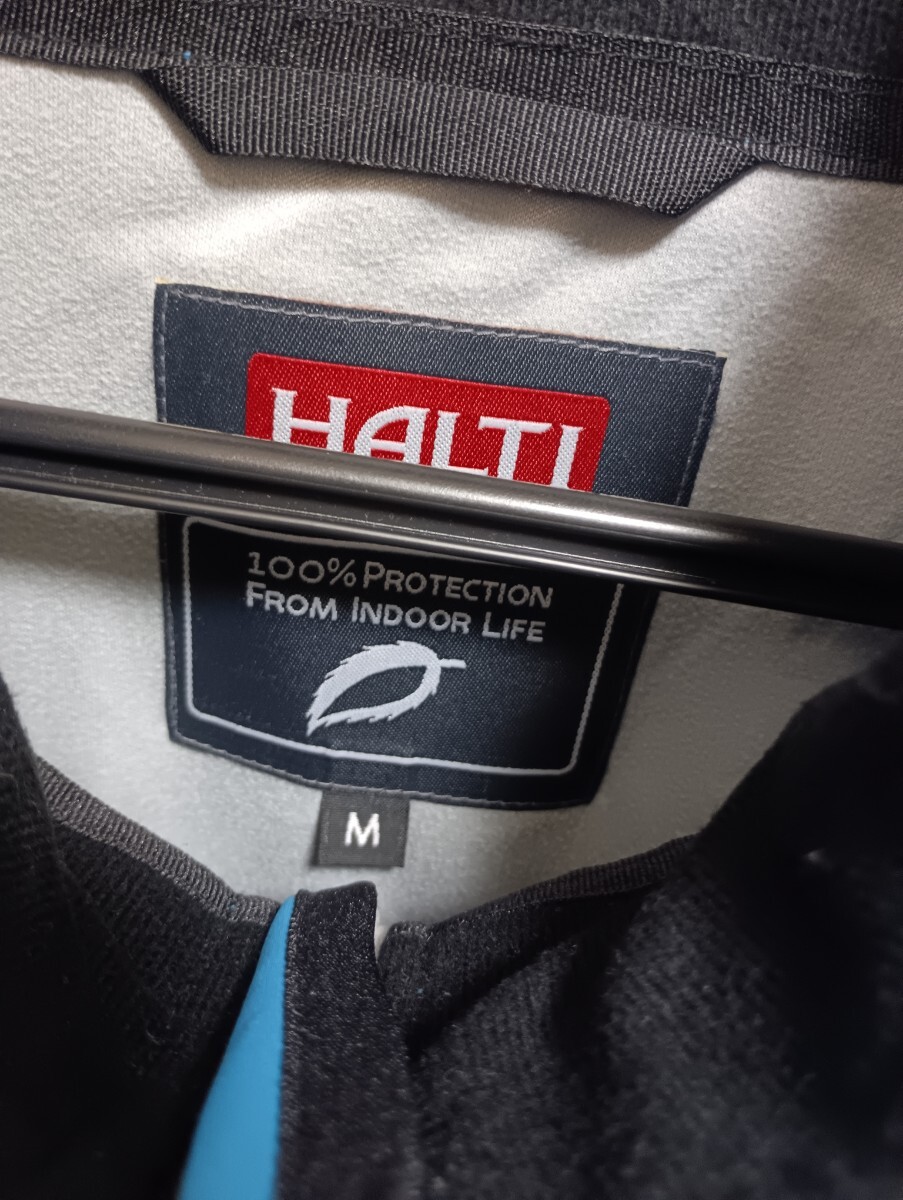 HALTI
100% PROTECTION
FROM INDOOR LIFE
M